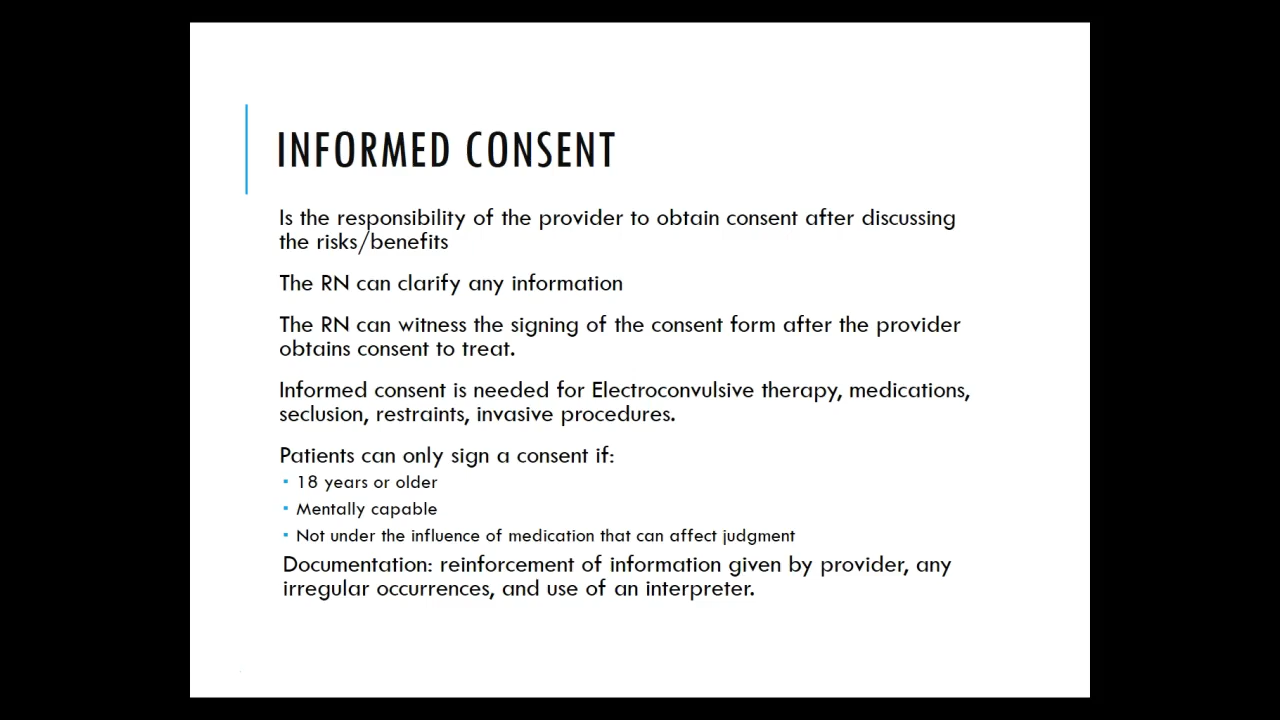 INFORMED CONSENT
Is the responsibility of the provider to obtain consent after discussing
the risks/benefits
The RN can clarify any information
The RN can witness the signing of the consent form after the provider
obtains consent to treat.
Informed consent is needed for Electroconvulsive therapy, medications,
seclusion, restraints, invasive procedures.
Patients can only sign a consent if:
▪ 18 years or older
▪ Mentally capable
▪ Not under the influence of medication that can affect judgment
Documentation: reinforcement of information given by provider, any
irregular occurrences, and use of an interpreter.